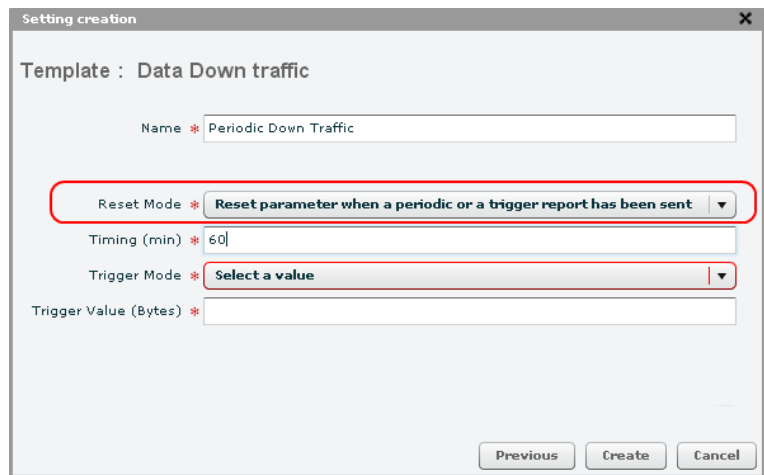 Setting creation
Template : Data Down traffic
Name * Periodic Down Traffic
Reset Mode * Reset parameter when a periodic or a trigger report has been sent
Timing (min) * 60
Trigger Mode * Select a value
Trigger Value (Bytes) *
Previous Create Cancel